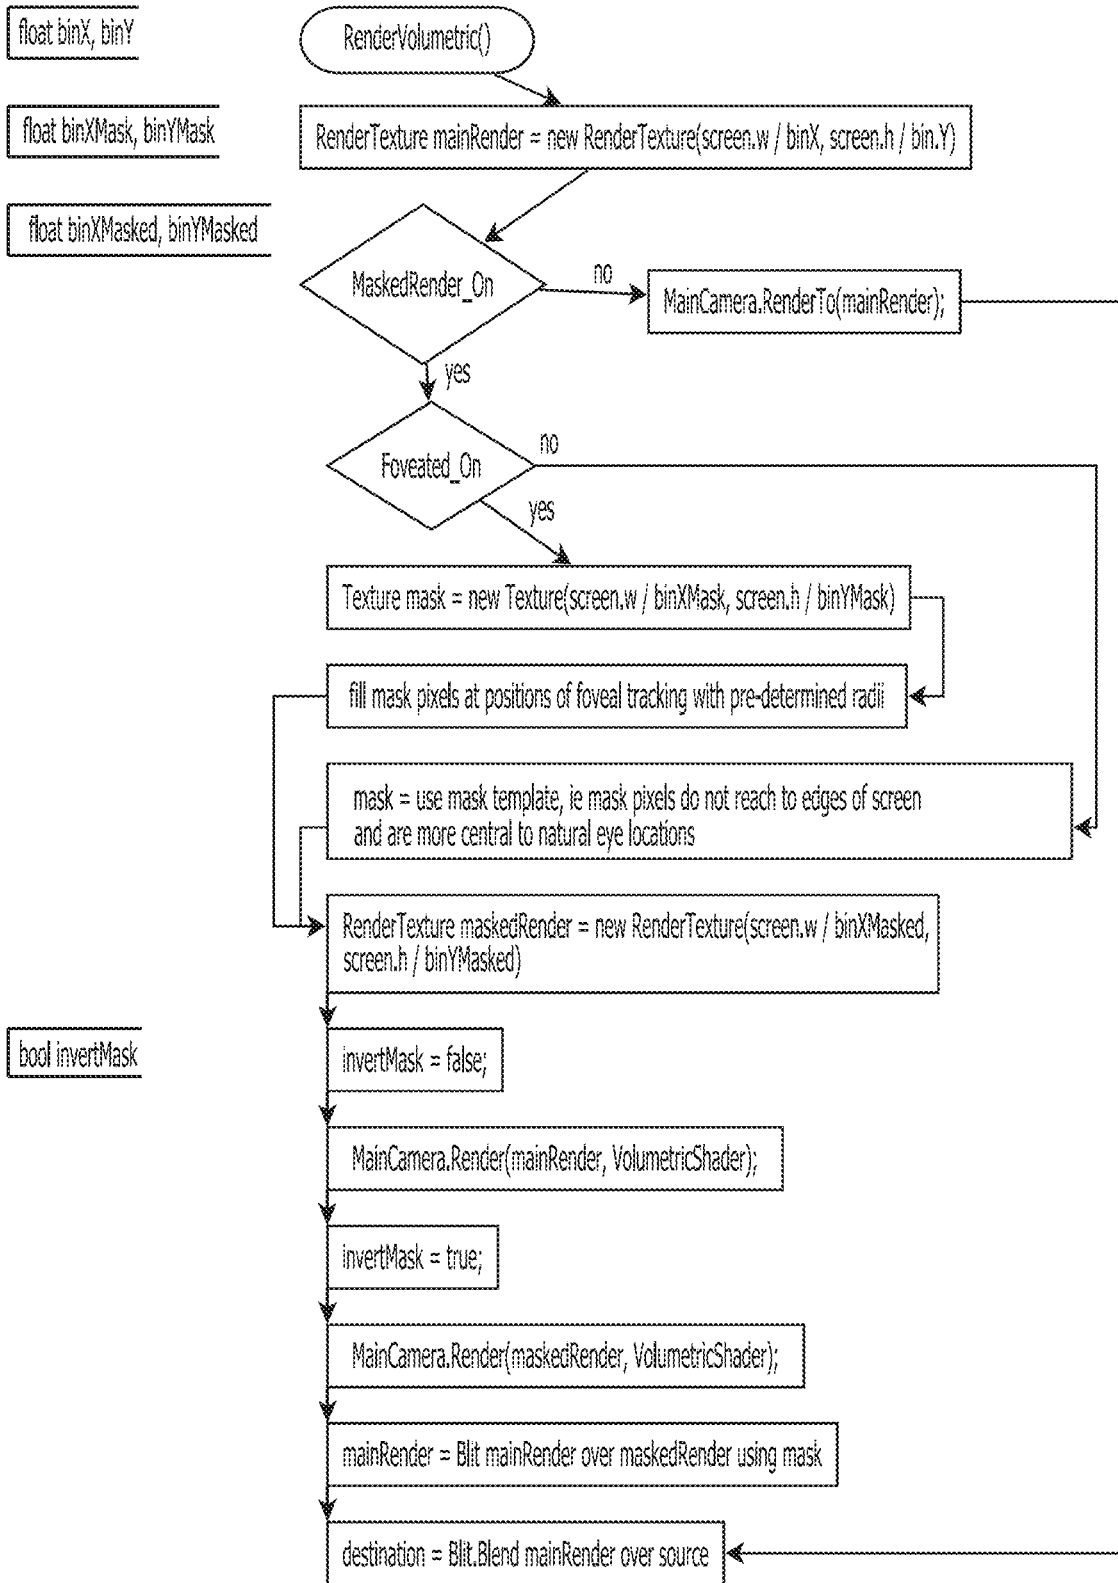 float binX, binY
RenderVolumetric()
float binXMask, binYMask
RenderTexture mainRender = new RenderTexture(screen.w / binX, screen.h / bin.Y)
float binXMasked, binYMasked
MaskedRender_On
no
MainCamera.RenderTo(mainRender);
yes
Foveated_On
no
yes
Texture mask = new Texture(screen.w / binXMask, screen.h / binYMask)
fill mask pixels at positions of foveal tracking with pre-determined radii
mask = use mask template, ie mask pixels do not reach to edges of screen
and are more central to natural eye locations
RenderTexture maskedRender = new RenderTexture(screen.w / binXMasked,
screen.h / binYMasked)
bool invertMask
invertMask = false;
MainCamera.Render(mainRender, VolumetricShader);
invertMask = true;
MainCamera.Render(maskedRender, VolumetricShader);
mainRender = Blit mainRender over maskedRender using mask
destination = Blit.Blend mainRender over source